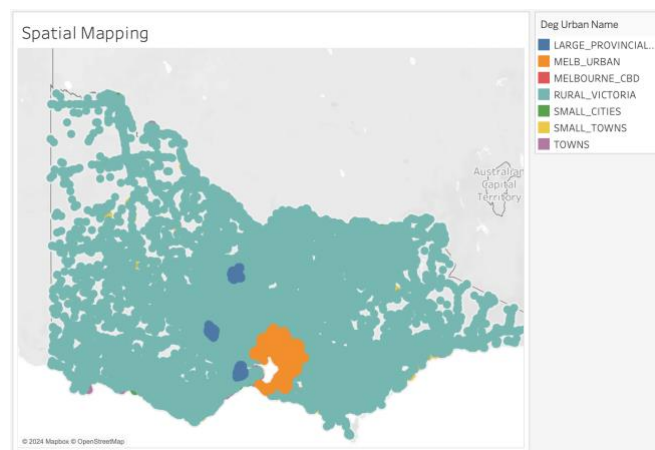 Spatial Mapping
Deg Urban Name
LARGE_PROVINCIAL..
MELB_URBAN
MELBOURNE_CBD
RURAL_VICTORIA
SMALL_CITIES
SMALL_TOWNS
TOWNS
Australian
Capital
Territory
© 2024 Mapbox © OpenStreetMap